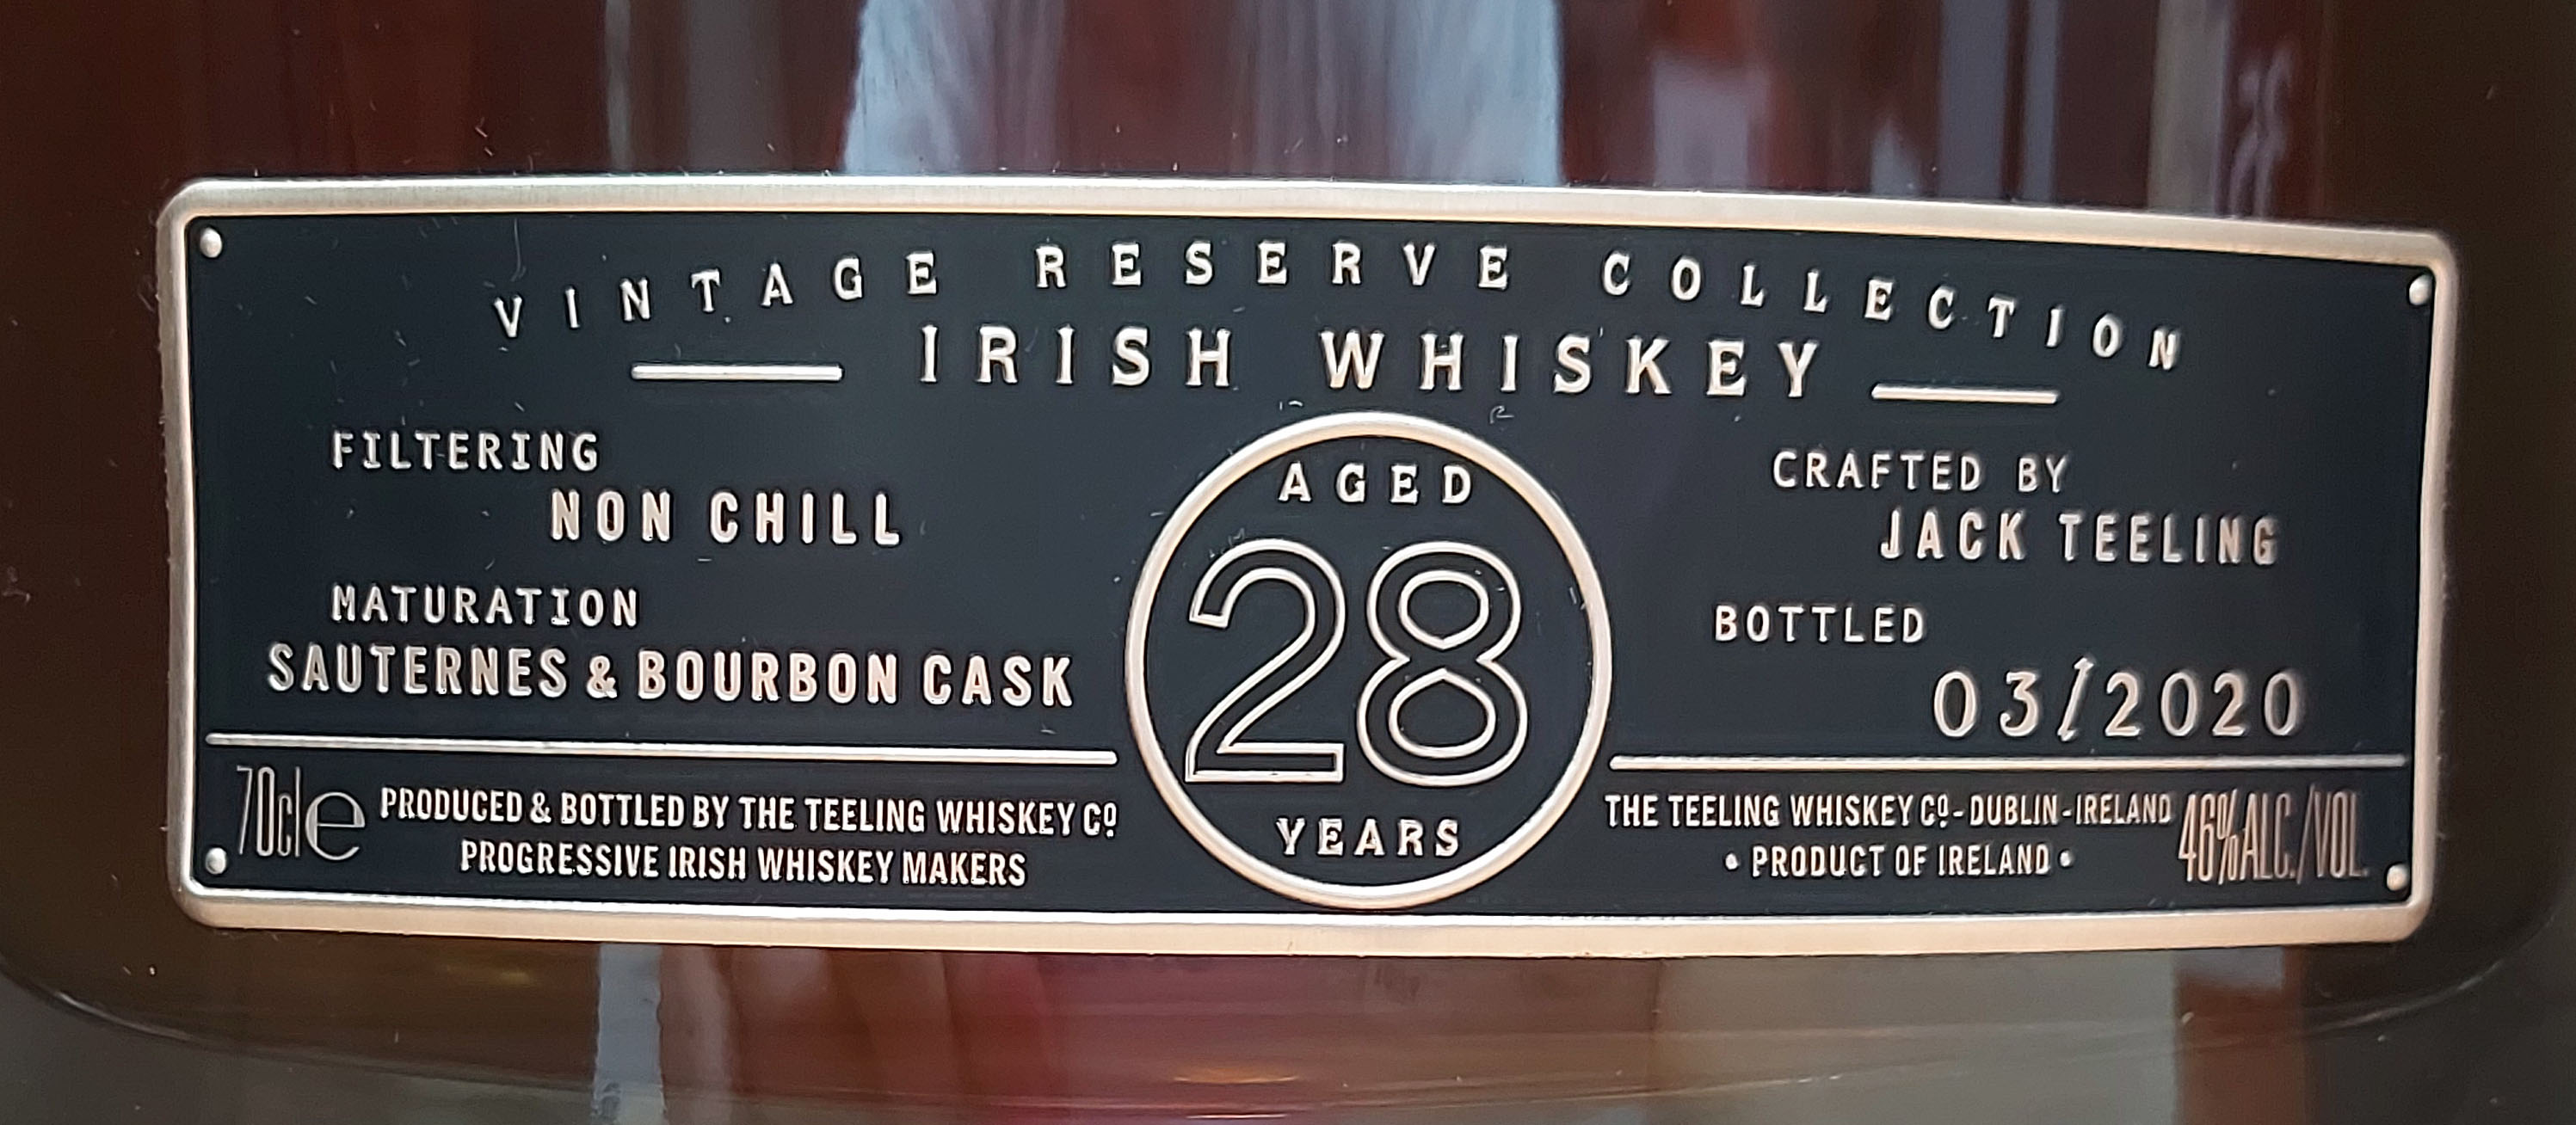 VINTAGE RESERVE COLLECTION
IRISH WHISKEY
FILTERING
NON CHILL
MATURATION
SAUTERNES & BOURBON CASK
AGED
28
YEARS
CRAFTED BY
JACK TEELING
BOTTLED
03/2020
70cl e
PRODUCED & BOTTLED BY THE TEELING WHISKEY Cº
PROGRESSIVE IRISH WHISKEY MAKERS
THE TEELING WHISKEY Cº - DUBLIN - IRELAND
• PRODUCT OF IRELAND •
46%ALC./VOL.